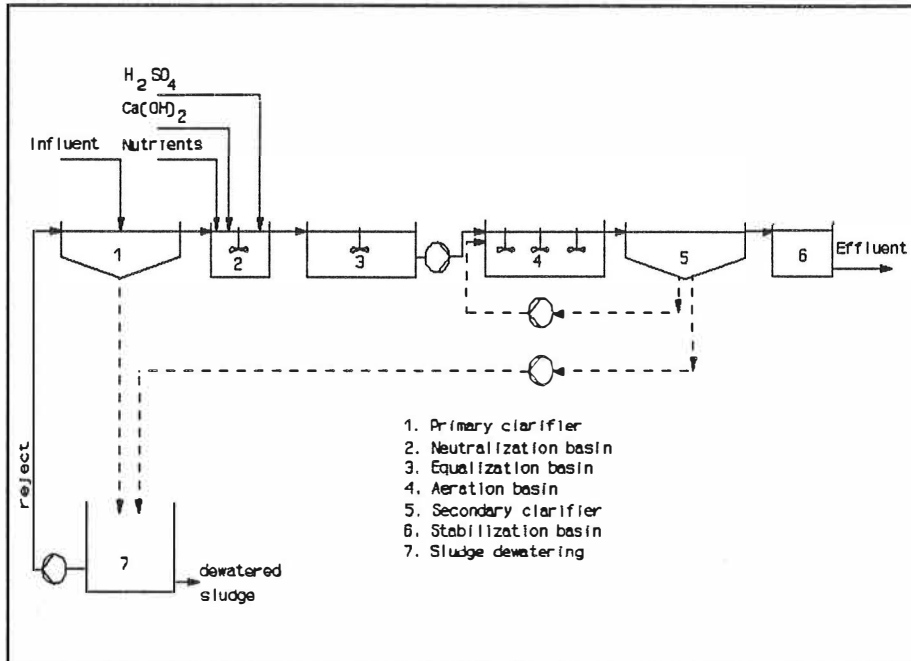 H2SO4
Ca(OH)2
Influent Nutrients
1
2
3
4
5
6
Effluent
reject
1. Primary clarifier
2. Neutralization basin
3. Equalization basin
4. Aeration basin
5. Secondary clarifier
6. Stabilization basin
7. Sludge dewatering
7
dewatered
sludge